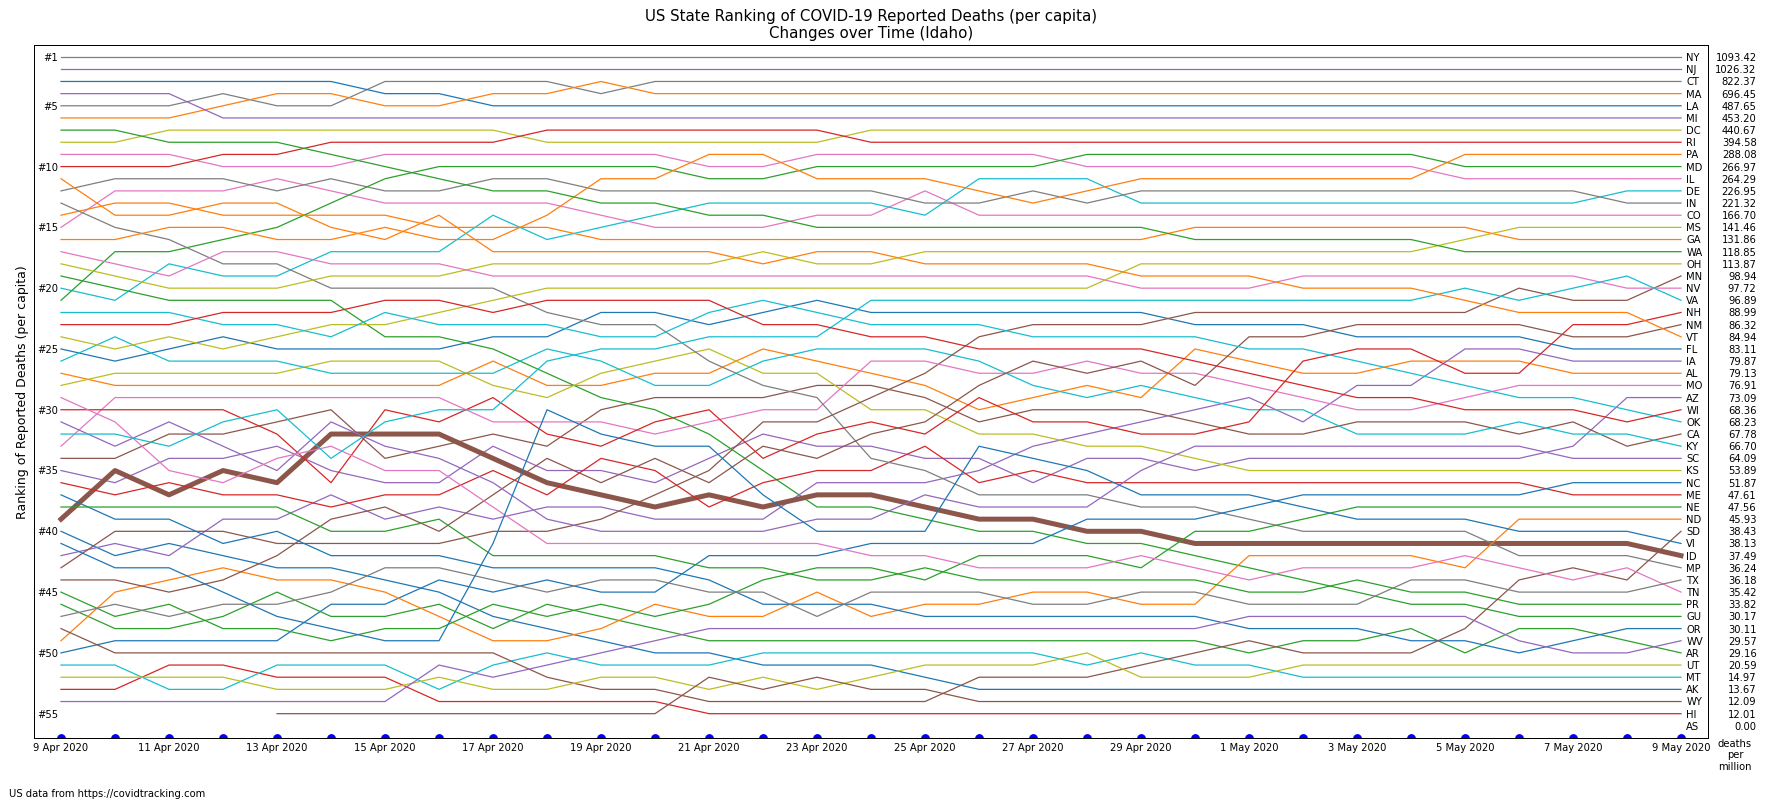 US State Ranking of COVID-19 Reported Deaths (per capita)
Changes over Time (Idaho)
Ranking of Reported Deaths (per capita)
#1
#5
#10
#15
#20
#25
#30
#35
#40
#45
#50
#55
NY 1093.42
NJ 1026.32
CT 822.37
MA 696.45
LA 487.65
MI 453.20
DC 440.67
RI 394.58
PA 288.08
MD 266.97
IL 264.29
DE 226.95
IN 221.32
CO 166.70
MS 141.46
GA 131.86
WA 118.85
OH 113.87
MN 98.94
NV 97.72
VA 96.89
NH 88.99
NM 86.32
VT 84.94
FL 83.11
IA 79.87
AL 79.13
MO 76.91
AZ 73.09
WI 68.36
OK 68.23
CA 67.78
KY 66.70
SC 64.09
KS 53.89
NC 51.87
ME 47.61
NE 47.56
ND 45.93
SD 38.43
VI 38.13
ID 37.49
MP 36.24
TX 36.18
TN 35.42
PR 33.82
GU 30.17
OR 30.11
WV 29.57
AR 29.16
UT 20.59
MT 14.97
AK 13.67
WY 12.09
HI 12.01
AS 0.00
9 Apr 2020 11 Apr 2020 13 Apr 2020 15 Apr 2020 17 Apr 2020 19 Apr 2020 21 Apr 2020 23 Apr 2020 25 Apr 2020 27 Apr 2020 29 Apr 2020 1 May 2020 3 May 2020 5 May 2020 7 May 2020 9 May 2020
deaths
per
million
US data from https://covidtracking.com